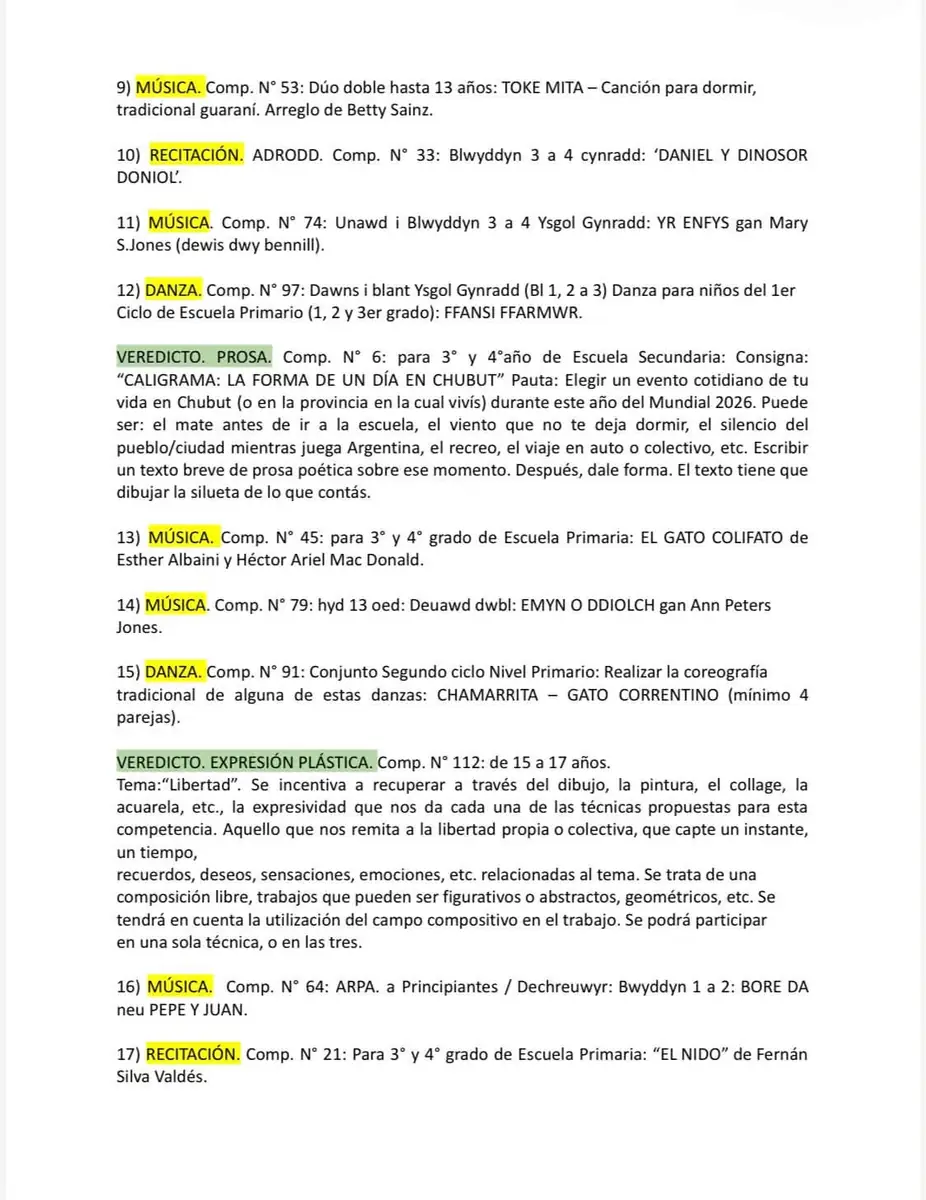 9) MÚSICA. Comp. N° 53: Dúo doble hasta 13 años: TOKE MITA – Canción para dormir,
tradicional guaraní. Arreglo de Betty Sainz.
10) RECITACIÓN. ADRODD. Comp. N° 33: Blwyddyn 3 a 4 cynradd: ‘DANIEL Y DINOSOR
DONIOL’.
11) MÚSICA. Comp. N° 74: Unawd i Blwyddyn 3 a 4 Ysgol Gynradd: YR ENFYS gan Mary
S.Jones (dewis dwy bennill).
12) DANZA. Comp. N° 97: Dawns i blant Ysgol Gynradd (Bl 1, 2 a 3) Danza para niños del 1er
Ciclo de Escuela Primario (1, 2 y 3er grado): FFANSI FFARMWR.
VEREDICTO. PROSA. Comp. N° 6: para 3° y 4°año de Escuela Secundaria: Consigna:
“CALIGRAMA: LA FORMA DE UN DÍA EN CHUBUT” Pauta: Elegir un evento cotidiano de tu
vida en Chubut (o en la provincia en la cual vivís) durante este año del Mundial 2026. Puede
ser: el mate antes de ir a la escuela, el viento que no te deja dormir, el silencio del
pueblo/ciudad mientras juega Argentina, el recreo, el viaje en auto o colectivo, etc. Escribir
un texto breve de prosa poética sobre ese momento. Después, dale forma. El texto tiene que
dibujar la silueta de lo que contás.
13) MÚSICA. Comp. N° 45: para 3° y 4° grado de Escuela Primaria: EL GATO COLIFATO de
Esther Albaini y Héctor Ariel Mac Donald.
14) MÚSICA. Comp. N° 79: hyd 13 oed: Deuawd dwbl: EMYN O DDIOLCH gan Ann Peters
Jones.
15) DANZA. Comp. N° 91: Conjunto Segundo ciclo Nivel Primario: Realizar la coreografía
tradicional de alguna de estas danzas: CHAMARRITA – GATO CORRENTINO (mínimo 4
parejas).
VEREDICTO. EXPRESIÓN PLÁSTICA. Comp. N° 112: de 15 a 17 años.
Tema:“Libertad”. Se incentiva a recuperar a través del dibujo, la pintura, el collage, la
acuarela, etc., la expresividad que nos da cada una de las técnicas propuestas para esta
competencia. Aquello que nos remita a la libertad propia o colectiva, que capte un instante,
un tiempo,
recuerdos, deseos, sensaciones, emociones, etc. relacionadas al tema. Se trata de una
composición libre, trabajos que pueden ser figurativos o abstractos, geométricos, etc. Se
tendrá en cuenta la utilización del campo compositivo en el trabajo. Se podrá participar
en una sola técnica, o en las tres.
16) MÚSICA. Comp. N° 64: ARPA. a Principiantes / Dechreuwyr: Bwyddyn 1 a 2: BORE DA
neu PEPE Y JUAN.
17) RECITACIÓN. Comp. N° 21: Para 3° y 4° grado de Escuela Primaria: “EL NIDO” de Fernán
Silva Valdés.